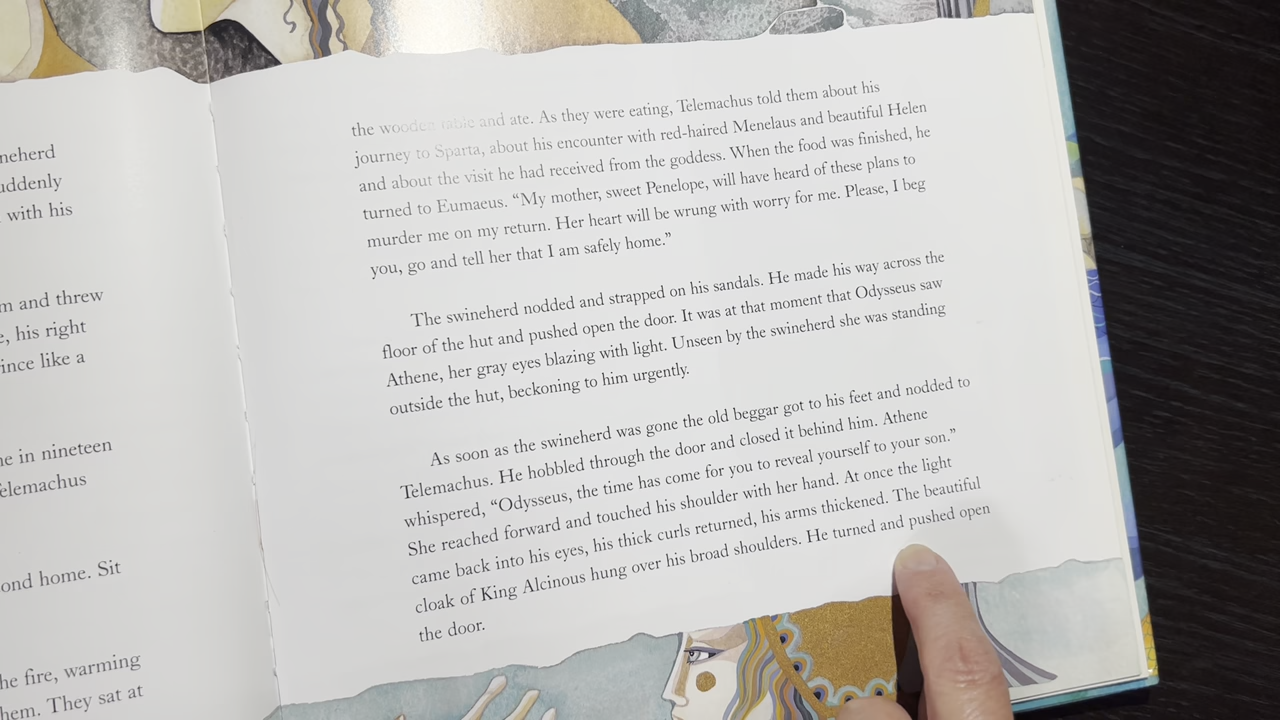 neherd
uddenly
with his
m and threw
e, his right
ince like a
ne in nineteen
elemachus
ond home. Sit
he fire, warming
hem. They sat at
the wooden table and ate. As they were eating, Telemachus told them about his
journey to Sparta, about his encounter with red-haired Menelaus and beautiful Helen
and about the visit he had received from the goddess. When the food was finished, he
turned to Eumaeus. “My mother, sweet Penelope, will have heard of these plans to
murder me on my return. Her heart will be wrung with worry for me. Please, I beg
you, go and tell her that I am safely home.”
The swineherd nodded and strapped on his sandals. He made his way across the
floor of the hut and pushed open the door. It was at that moment that Odysseus saw
Athene, her gray eyes blazing with light. Unseen by the swineherd she was standing
outside the hut, beckoning to him urgently.
As soon as the swineherd was gone the old beggar got to his feet and nodded to
Telemachus. He hobbled through the door and closed it behind him. Athene
whispered, “Odysseus, the time has come for you to reveal yourself to your son.”
She reached forward and touched his shoulder with her hand. At once the light
came back into his eyes, his thick curls returned, his arms thickened. The beautiful
cloak of King Alcinous hung over his broad shoulders. He turned and pushed open
the door.